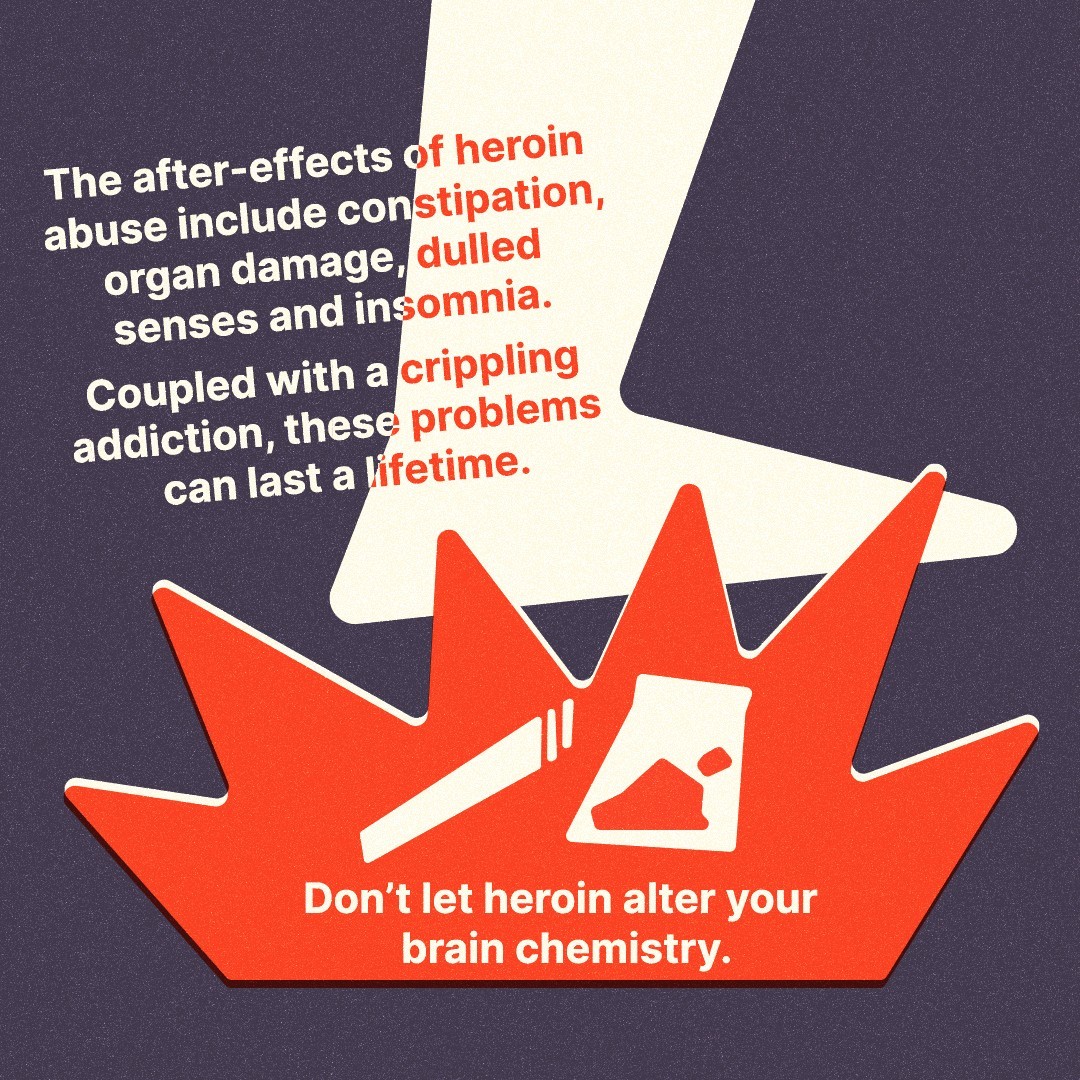 The after-effects of heroin
abuse include constipation,
organ damage, dulled
senses and insomnia.
Coupled with a crippling
addiction, these problems
can last a lifetime.
Don’t let heroin alter your
brain chemistry.